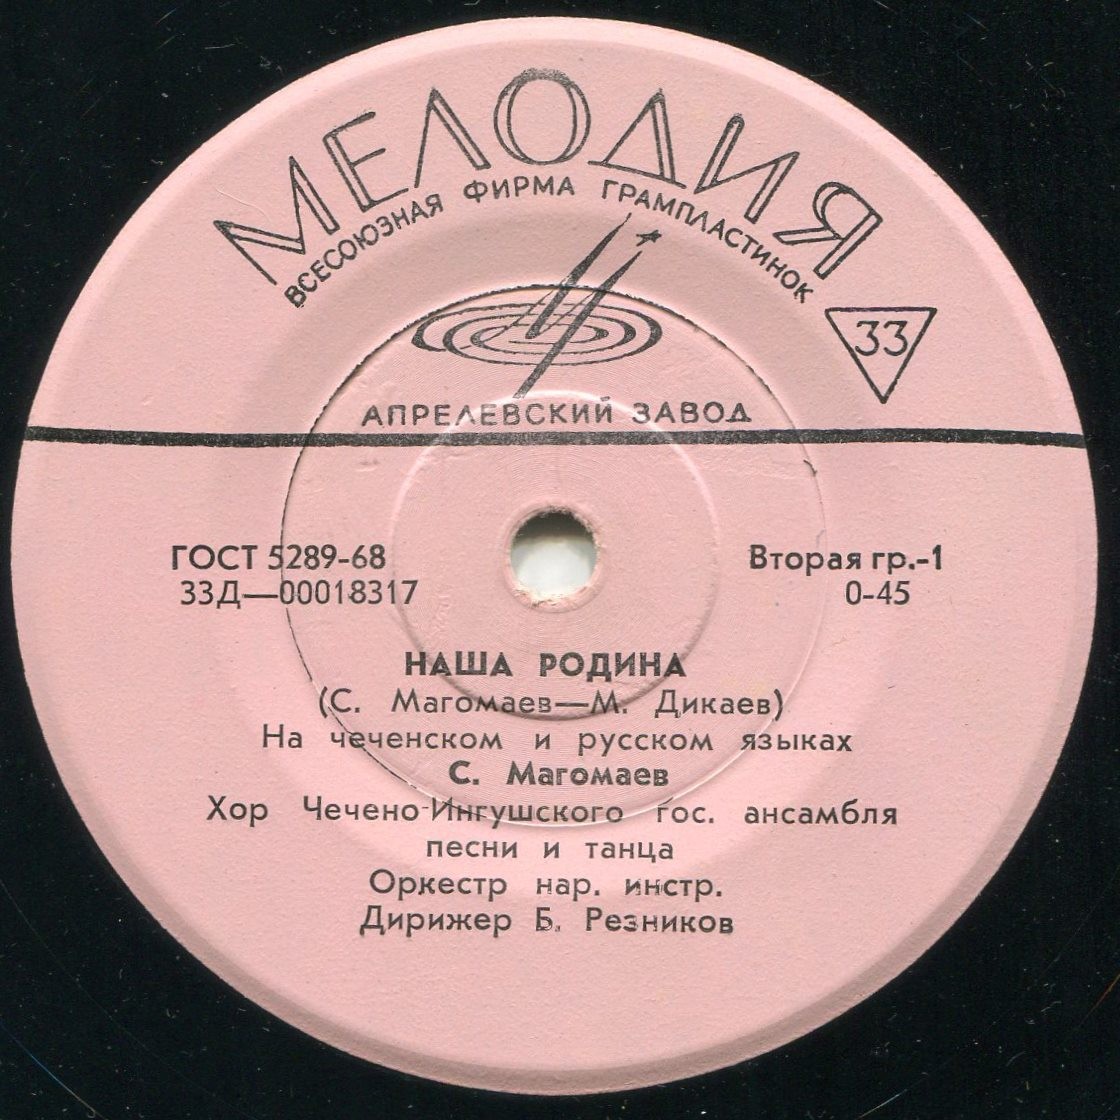 МЕЛОДИЯ
ВСЕСОЮЗНАЯ ФИРМА ГРАМПЛАСТИНОК
33
АПРЕЛЕВСКИЙ ЗАВОД
ГОСТ 5289-68
Вторая гр.-1
33Д—00018317
0-45
НАША РОДИНА
(С. Магомаев—М. Дикаев)
На чеченском и русском языках
С. Магомаев
Хор Чечено-Ингушского гос. ансамбля
песни и танца
Оркестр нар. инстр.
Дирижер Б. Резников